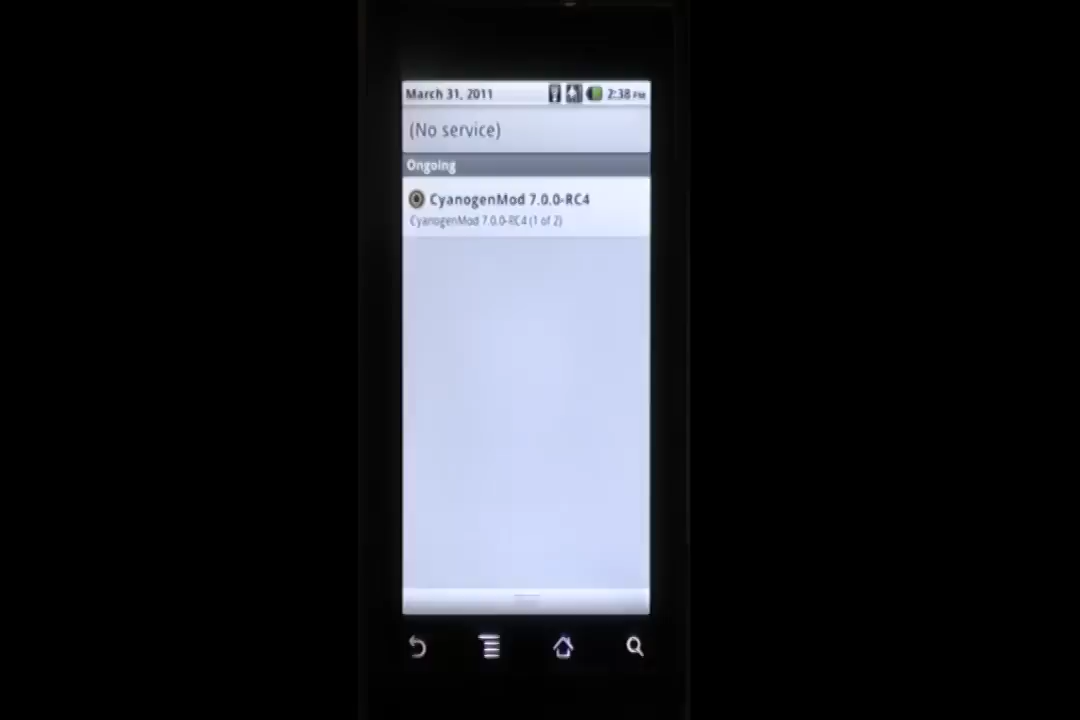 March 31, 2011 2:38 PM
(No service)
Ongoing
CyanogenMod 7.0.0-RC4
CyanogenMod 7.0.0-RC4 (1 of 2)